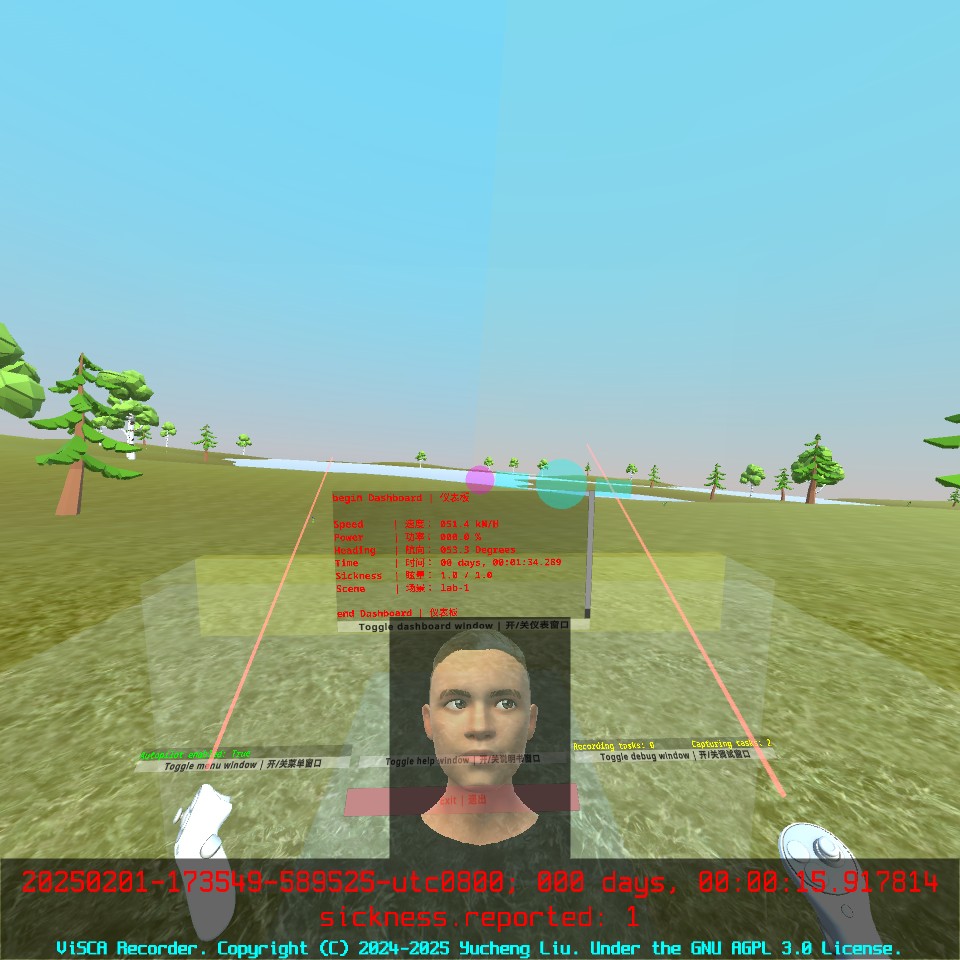 begin Dashboard | 仪表板
Speed | 速度： 051.4 kM/H
Power | 功率： 000.0 %
Heading | 航向： 053.3 Degrees
Time | 时间： 00 days, 00:01:34.289
Sickness | 眩晕： 1.0 / 1.0
Scene | 场景： lab-1
end Dashboard | 仪表板
Toggle dashboard window | 开/关仪表窗口
Autopilot enabled: True
Recording tasks: 0 Capturing tasks: 2
Toggle menu window | 开/关菜单窗口
Toggle help window | 开/关说明书窗口
Toggle debug window | 开/关调试窗口
Exit | 退出
20250201-173549-589525-utc0800; 000 days, 00:00:15.917814
sickness.reported: 1
ViSCA Recorder. Copyright (C) 2024-2025 Yucheng Liu. Under the GNU AGPL 3.0 License.